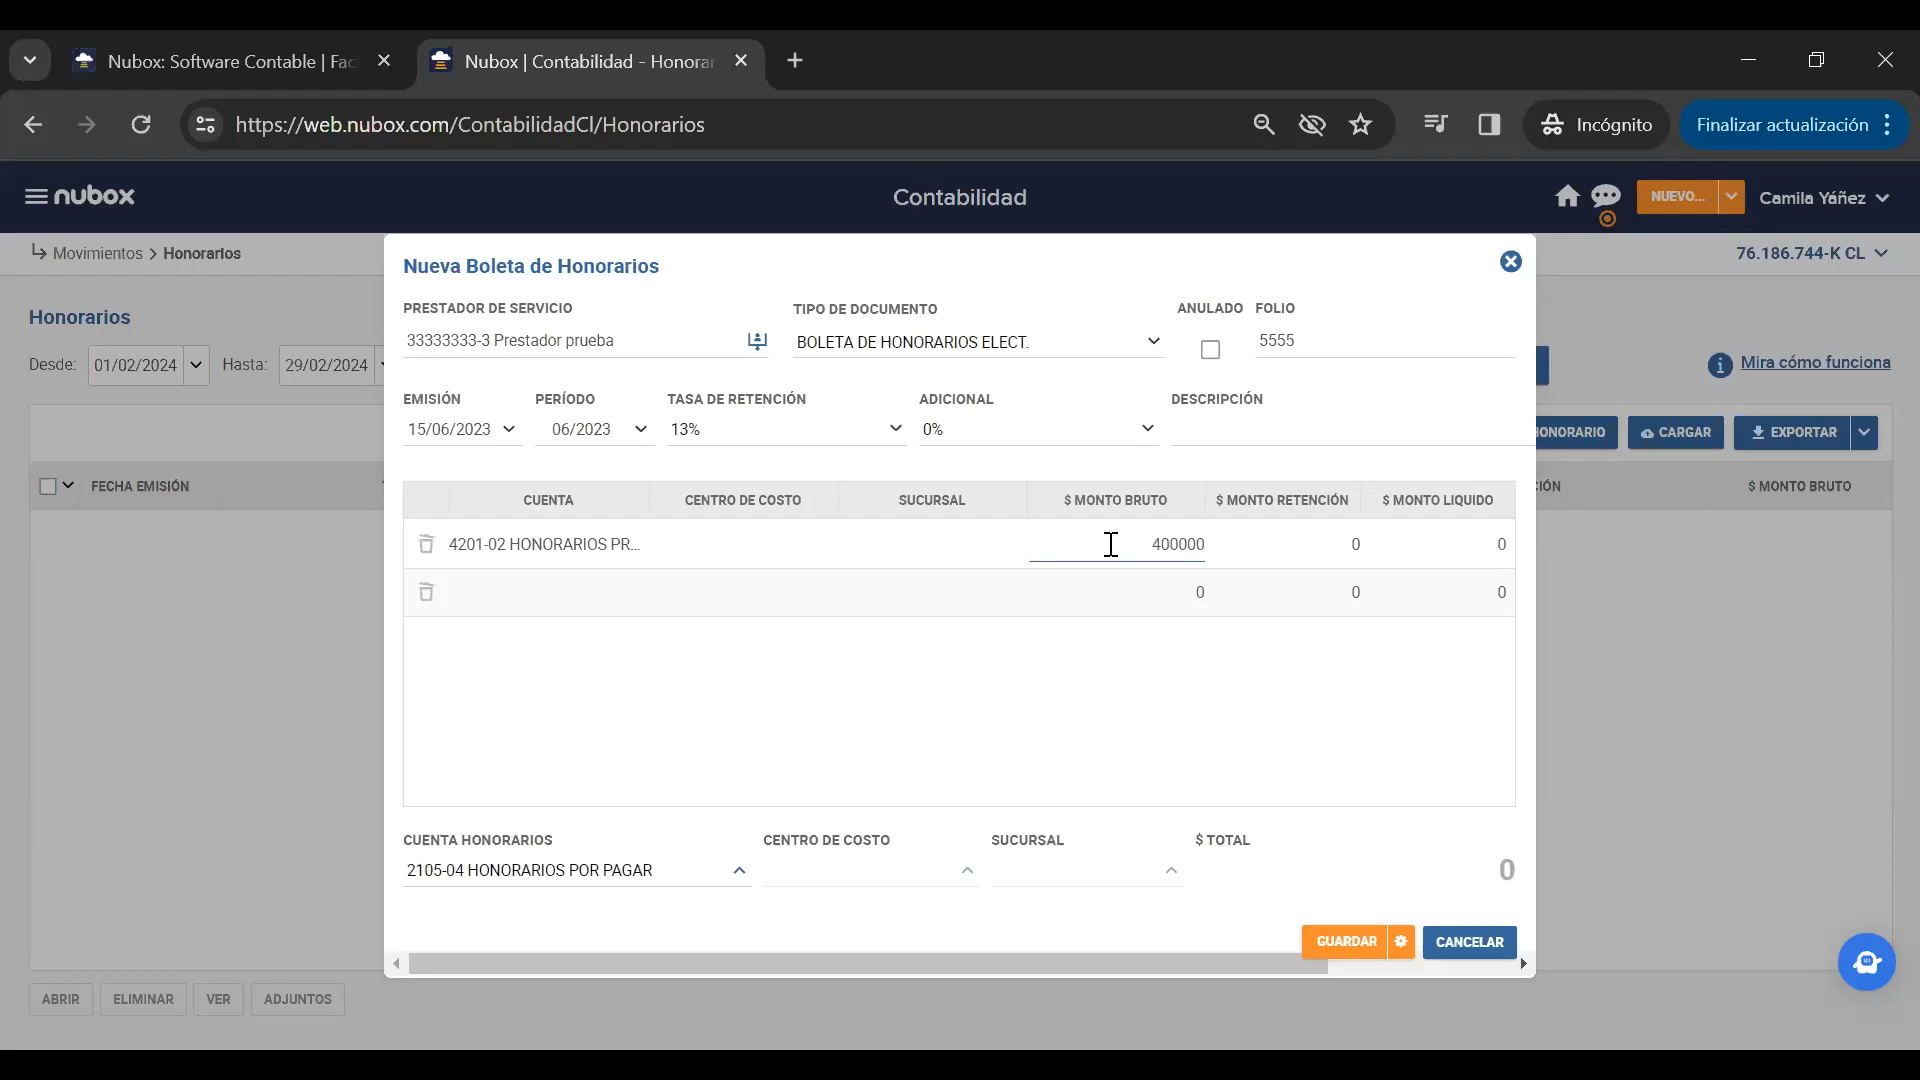 Nubox: Software Contable | Fac
Nubox | Contabilidad - Honorar
https://web.nubox.com/ContabilidadCl/Honorarios
Incógnito
Finalizar actualización
nubox
Contabilidad
NUEVO...
Camila Yáñez
Movimientos > Honorarios
76.186.744-K CL
Nueva Boleta de Honorarios
PRESTADOR DE SERVICIO
TIPO DE DOCUMENTO
ANULADO
FOLIO
33333333-3 Prestador prueba
BOLETA DE HONORARIOS ELECT.
5555
Honorarios
Desde: 01/02/2024
Hasta: 29/02/2024
Mira cómo funciona
EMISIÓN
PERÍODO
TASA DE RETENCIÓN
ADICIONAL
DESCRIPCIÓN
15/06/2023
06/2023
13%
0%
HONORARIO
CARGAR
EXPORTAR
FECHA EMISIÓN
IÓN
$ MONTO BRUTO
CUENTA
CENTRO DE COSTO
SUCURSAL
$ MONTO BRUTO
$ MONTO RETENCIÓN
$ MONTO LIQUIDO
4201-02 HONORARIOS PR...
400000
0
0
0
0
0
CUENTA HONORARIOS
CENTRO DE COSTO
SUCURSAL
$ TOTAL
2105-04 HONORARIOS POR PAGAR
0
GUARDAR
CANCELAR
ABRIR
ELIMINAR
VER
ADJUNTOS